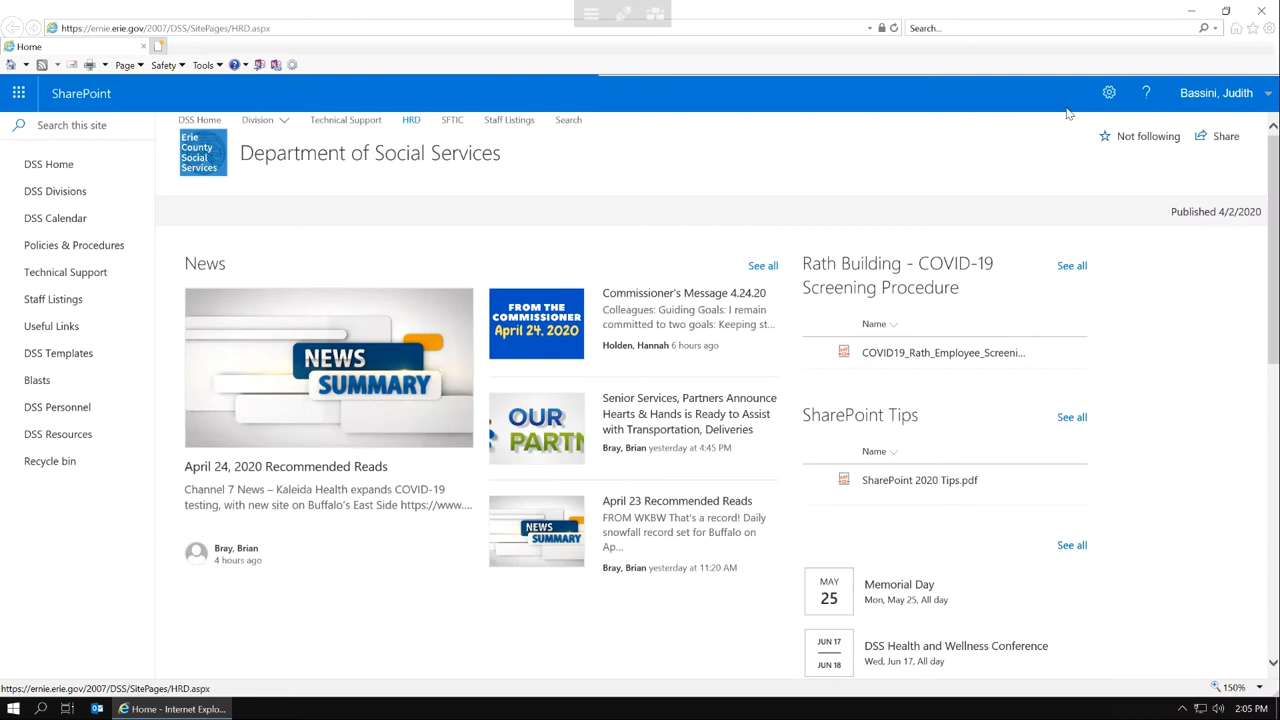 https://ernie.erie.gov/2007/DSS/SitePages/HRD.aspx
Search...
Home
Page
Safety
Tools
SharePoint
?
Bassini, Judith
Search this site
DSS Home
Division
Technical Support
HRD
SFTIC
Staff Listings
Search
Erie
County
Social
Services
Department of Social Services
Not following
Share
DSS Home
DSS Divisions
DSS Calendar
Policies & Procedures
Technical Support
Staff Listings
Useful Links
DSS Templates
Blasts
DSS Personnel
DSS Resources
Recycle bin
Published 4/2/2020
News
See all
NEWS
SUMMARY
April 24, 2020 Recommended Reads
Channel 7 News – Kaleida Health expands COVID-19
testing, with new site on Buffalo's East Side https://www....
Bray, Brian
4 hours ago
FROM THE
COMMISSIONER
April 24, 2020
Commissioner's Message 4.24.20
Colleagues: Guiding Goals: I remain
committed to two goals: Keeping st...
Holden, Hannah 6 hours ago
OUR
PARTN
Senior Services, Partners Announce
Hearts & Hands is Ready to Assist
with Transportation, Deliveries
Bray, Brian yesterday at 4:45 PM
NEWS
SUMMARY
April 23 Recommended Reads
FROM WKBW That's a record! Daily
snowfall record set for Buffalo on
Ap...
Bray, Brian yesterday at 11:20 AM
Rath Building - COVID-19
Screening Procedure
See all
Name
COVID19_Rath_Employee_Screeni...
SharePoint Tips
See all
Name
SharePoint 2020 Tips.pdf
See all
MAY
25
Memorial Day
Mon, May 25, All day
JUN 17
JUN 18
DSS Health and Wellness Conference
Wed, Jun 17, All day
https://ernie.erie.gov/2007/DSS/SitePages/HRD.aspx
150%
Home - Internet Explo...
2:05 PM